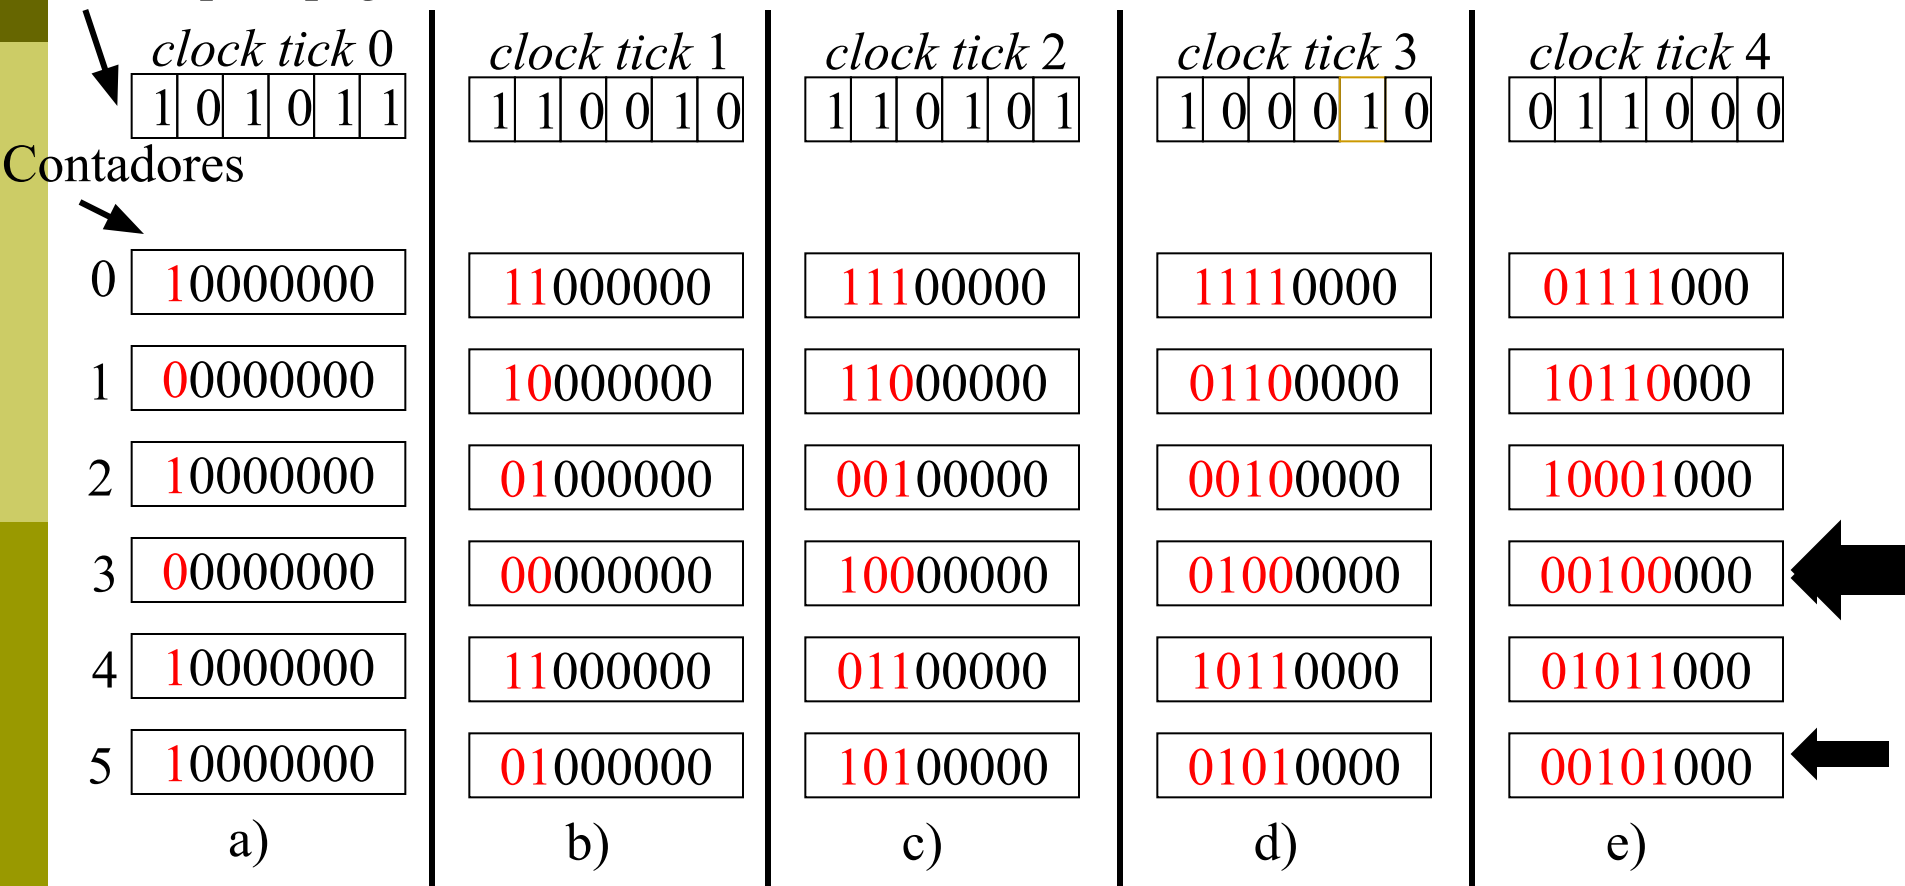 clock tick 0 clock tick 1 clock tick 2 clock tick 3 clock tick 4
1 0 1 0 1 1 1 1 0 0 1 0 1 1 0 1 0 1 1 0 0 0 1 0 0 1 1 0 0 0
Contadores
0 10000000 11000000 11100000 11110000 01111000
1 00000000 10000000 11000000 01100000 10110000
2 10000000 01000000 00100000 00100000 10001000
3 00000000 00000000 10000000 01000000 00100000
4 10000000 11000000 01100000 10110000 01011000
5 10000000 01000000 10100000 01010000 00101000
a) b) c) d) e)